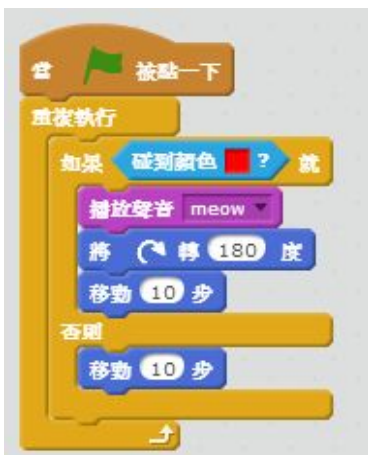 當 被點一下
重複執行
如果 碰到顏色 ? 就
播放聲音 meow
將 轉 180 度
移動 10 步
否則
移動 10 步